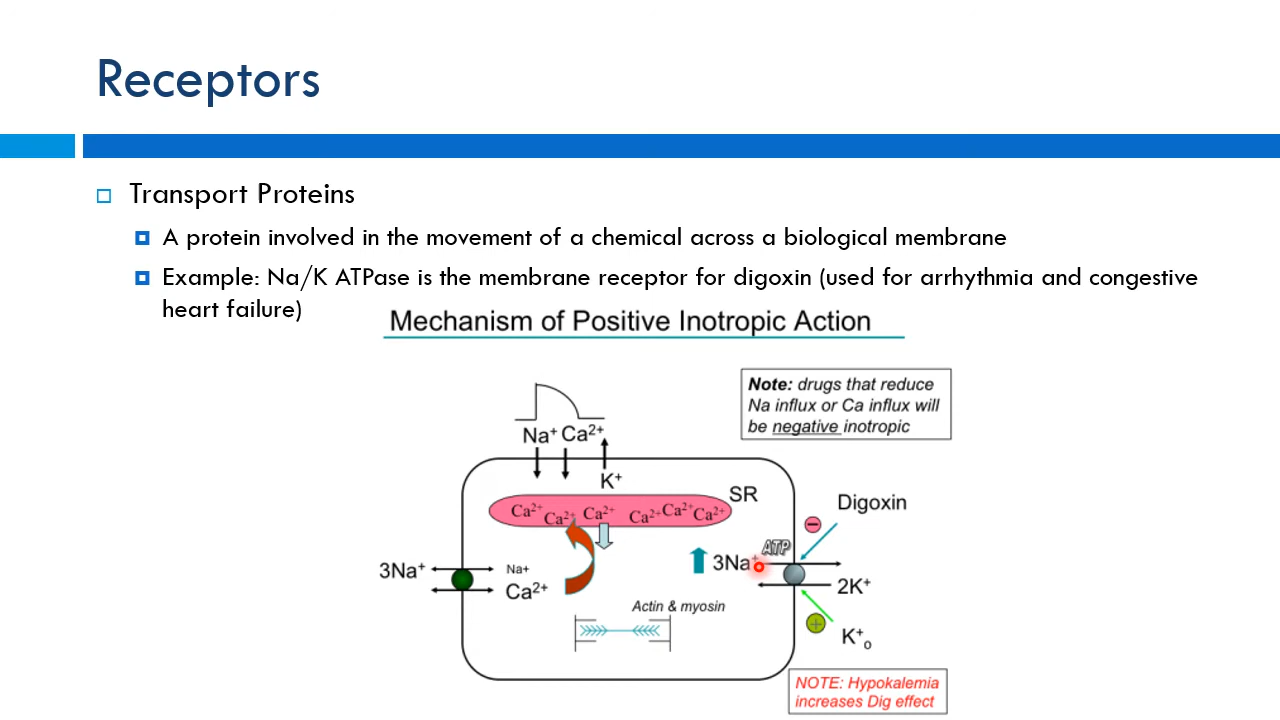 Receptors
Transport Proteins
A protein involved in the movement of a chemical across a biological membrane
Example: Na/K ATPase is the membrane receptor for digoxin (used for arrhythmia and congestive
heart failure)
Mechanism of Positive Inotropic Action
Note: drugs that reduce
Na influx or Ca influx will
be negative inotropic
Na⁺ Ca²⁺
K⁺
SR
Ca²⁺ Ca²⁺ Ca²⁺ Ca²⁺ Ca²⁺ Ca²⁺
Digoxin
ATP
3Na⁺
Na+
Ca²⁺
3Na⁺
2K⁺
Actin & myosin
K⁺o
NOTE: Hypokalemia
increases Dig effect